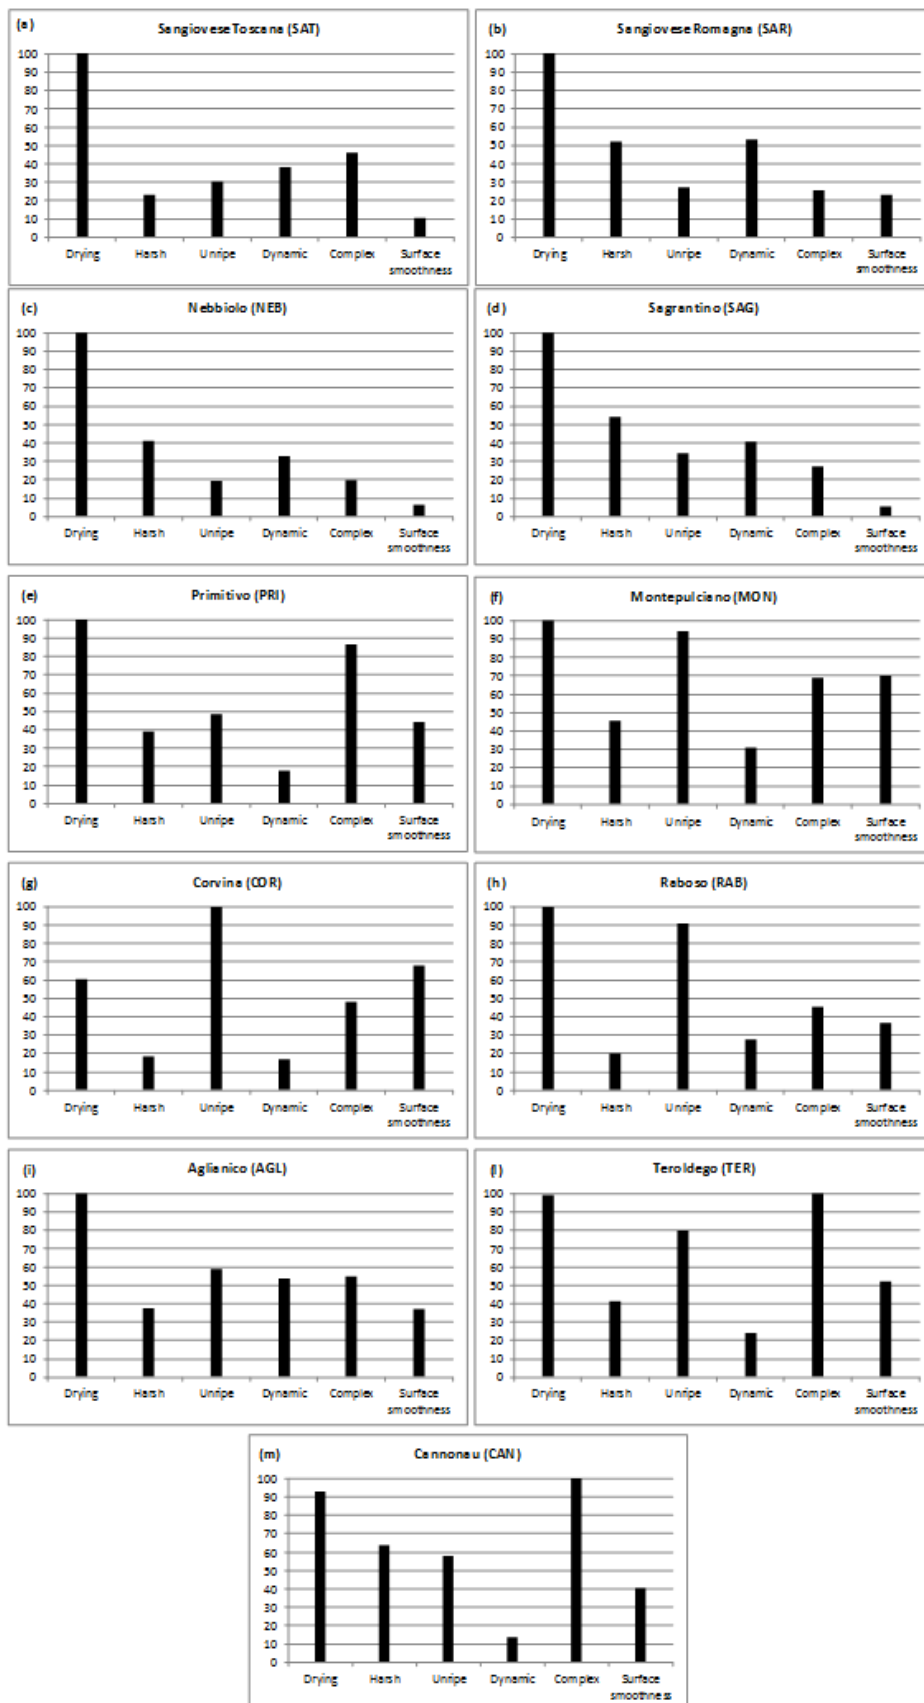 (a)
Sangiovese Toscana (SAT)
100
90
80
70
60
50
40
30
20
10
0
Drying Harsh Unripe Dynamic Complex Surface
smoothness
(b)
Sangiovese Romagna (SAR)
100
90
80
70
60
50
40
30
20
10
0
Drying Harsh Unripe Dynamic Complex Surface
smoothness
(c)
Nebbiolo (NEB)
100
90
80
70
60
50
40
30
20
10
0
Drying Harsh Unripe Dynamic Complex Surface
smoothness
(d)
Sagrantino (SAG)
100
90
80
70
60
50
40
30
20
10
0
Drying Harsh Unripe Dynamic Complex Surface
smoothness
(e)
Primitivo (PRI)
100
90
80
70
60
50
40
30
20
10
0
Drying Harsh Unripe Dynamic Complex Surface
smoothness
(f)
Montepulciano (MON)
100
90
80
70
60
50
40
30
20
10
0
Drying Harsh Unripe Dynamic Complex Surface
smoothness
(g)
Corvina (COR)
100
90
80
70
60
50
40
30
20
10
0
Drying Harsh Unripe Dynamic Complex Surface
smoothness
(h)
Raboso (RAB)
100
90
80
70
60
50
40
30
20
10
0
Drying Harsh Unripe Dynamic Complex Surface
smoothness
(i)
Aglianico (AGL)
100
90
80
70
60
50
40
30
20
10
0
Drying Harsh Unripe Dynamic Complex Surface
smoothness
(l)
Teroldego (TER)
100
90
80
70
60
50
40
30
20
10
0
Drying Harsh Unripe Dynamic Complex Surface
smoothness
(m)
Cannonau (CAN)
100
90
80
70
60
50
40
30
20
10
0
Drying Harsh Unripe Dynamic Complex Surface
smoothness